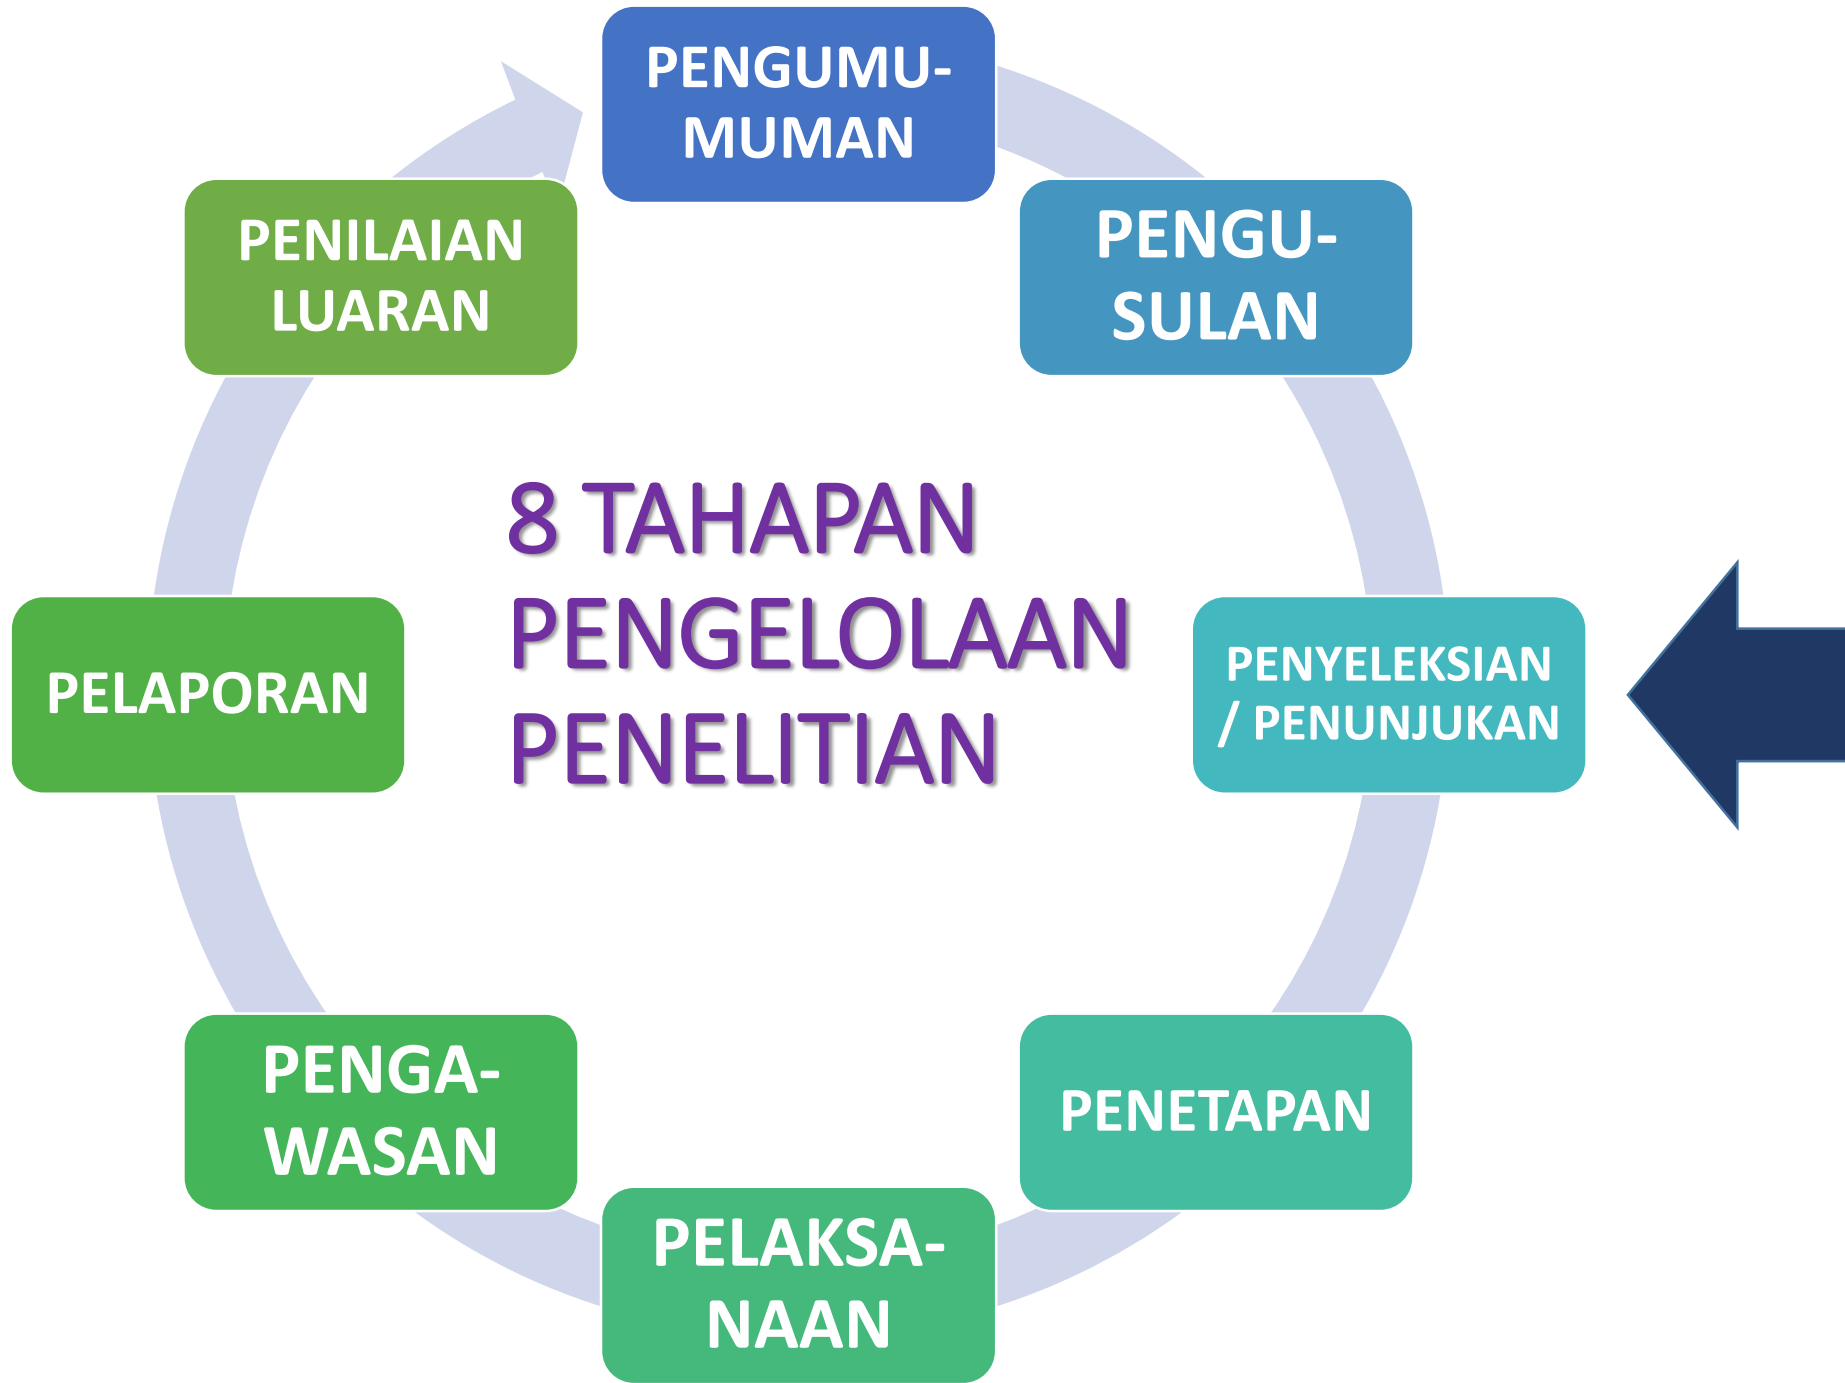 PENGUMU-
MUMAN
PENGU-
SULAN
PENYELEKSIAN
/ PENUNJUKAN
PENETAPAN
PELAKSA-
NAAN
PENGA-
WASAN
PELAPORAN
PENILAIAN
LUARAN
8 TAHAPAN
PENGELOLAAN
PENELITIAN